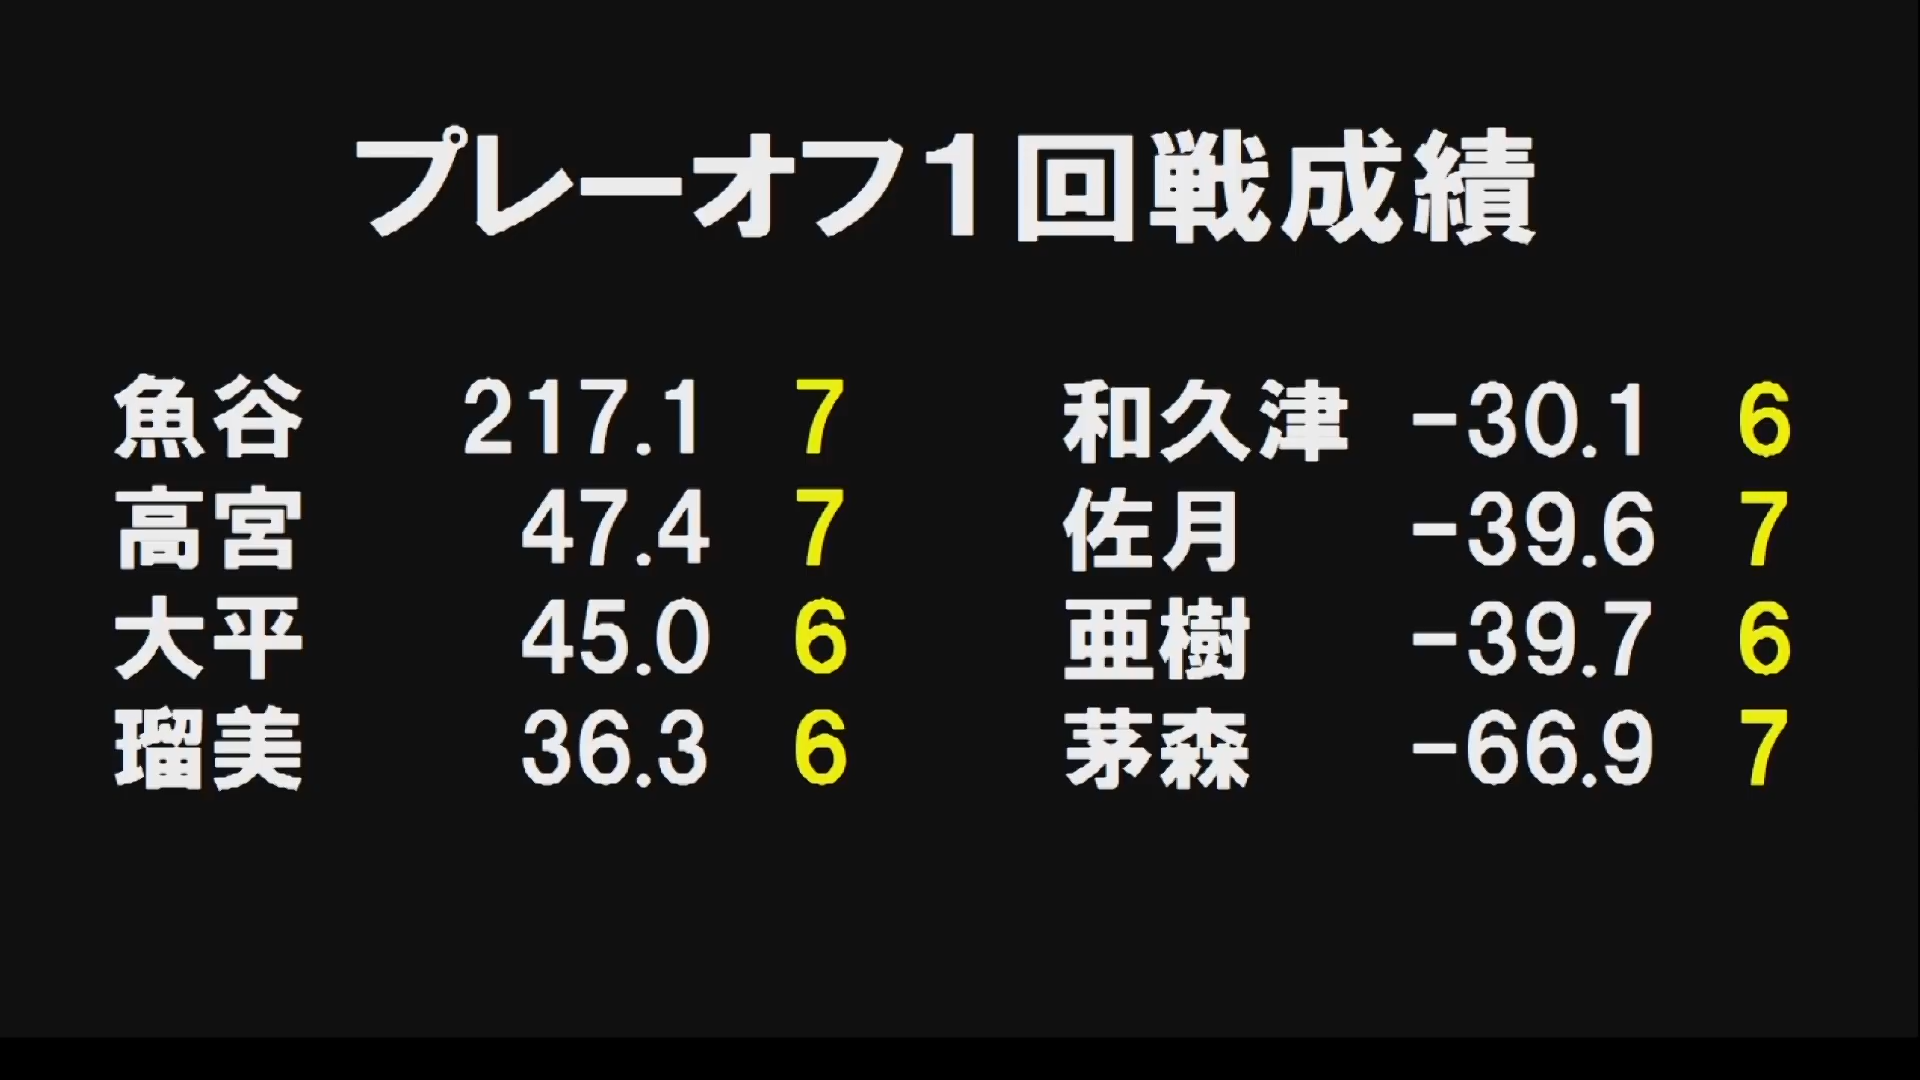 プレーオフ1回戦成績
魚谷 217.1 7
高宮 47.4 7
大平 45.0 6
瑠美 36.3 6
和久津 -30.1 6
佐月 -39.6 7
亜樹 -39.7 6
茅森 -66.9 7